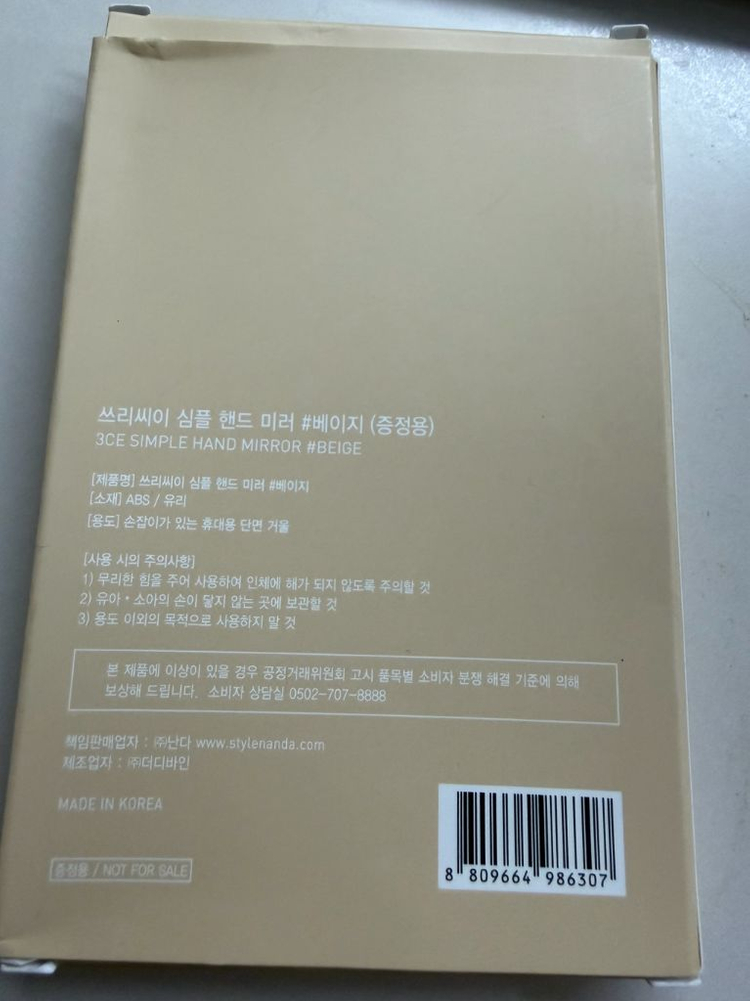 쓰리씨이 심플 핸드 미러 #베이지 (증정용)
3CE SIMPLE HAND MIRROR #BEIGE
[제품명] 쓰리씨이 심플 핸드 미러 #베이지
[소재] ABS / 유리
[용도] 손잡이가 있는 휴대용 단면 거울
[사용 시의 주의사항]
1) 무리한 힘을 주어 사용하여 인체에 해가 되지 않도록 주의할 것
2) 유아 • 소아의 손이 닿지 않는 곳에 보관할 것
3) 용도 이외의 목적으로 사용하지 말 것
본 제품에 이상이 있을 경우 공정거래위원회 고시 품목별 소비자 분쟁 해결 기준에 의해
보상해 드립니다. 소비자 상담실 0502-707-8888
책임판매업자 : ㈜난다 www.stylenanda.com
제조업자 : ㈜더디바인
MADE IN KOREA
증정용 / NOT FOR SALE
8 809664 986307